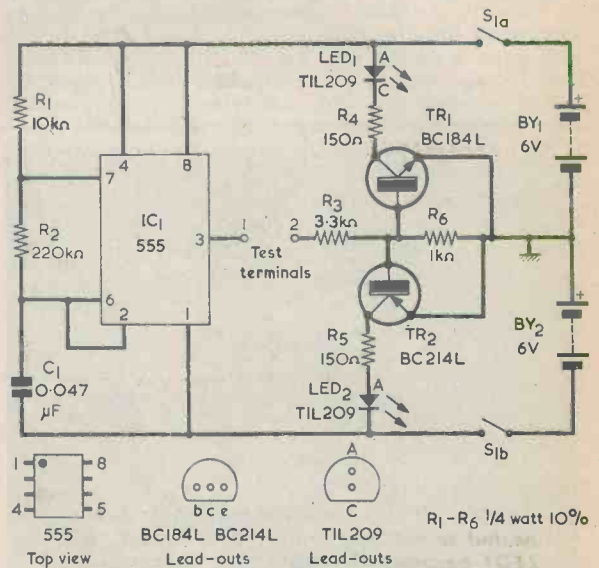 S1a
LED1 A
TIL209 C
R1
10kΩ
R4
150Ω
TR1
BC184L
BY1
6V
+
4 8
7
R2
220kΩ
IC1
555
3
1 2
Test
terminals
R3
3·3kΩ
R6
1kΩ
6
2 1
R5
150Ω
TR2
BC214L
BY2
6V
+
C1
0·047
µF
LED2 A
TIL209 C
S1b
1 8
4 5
555
Top view
b c e
BC184L BC214L
Lead-outs
A
C
TIL209
Lead-outs
R1–R6 1/4 watt 10%